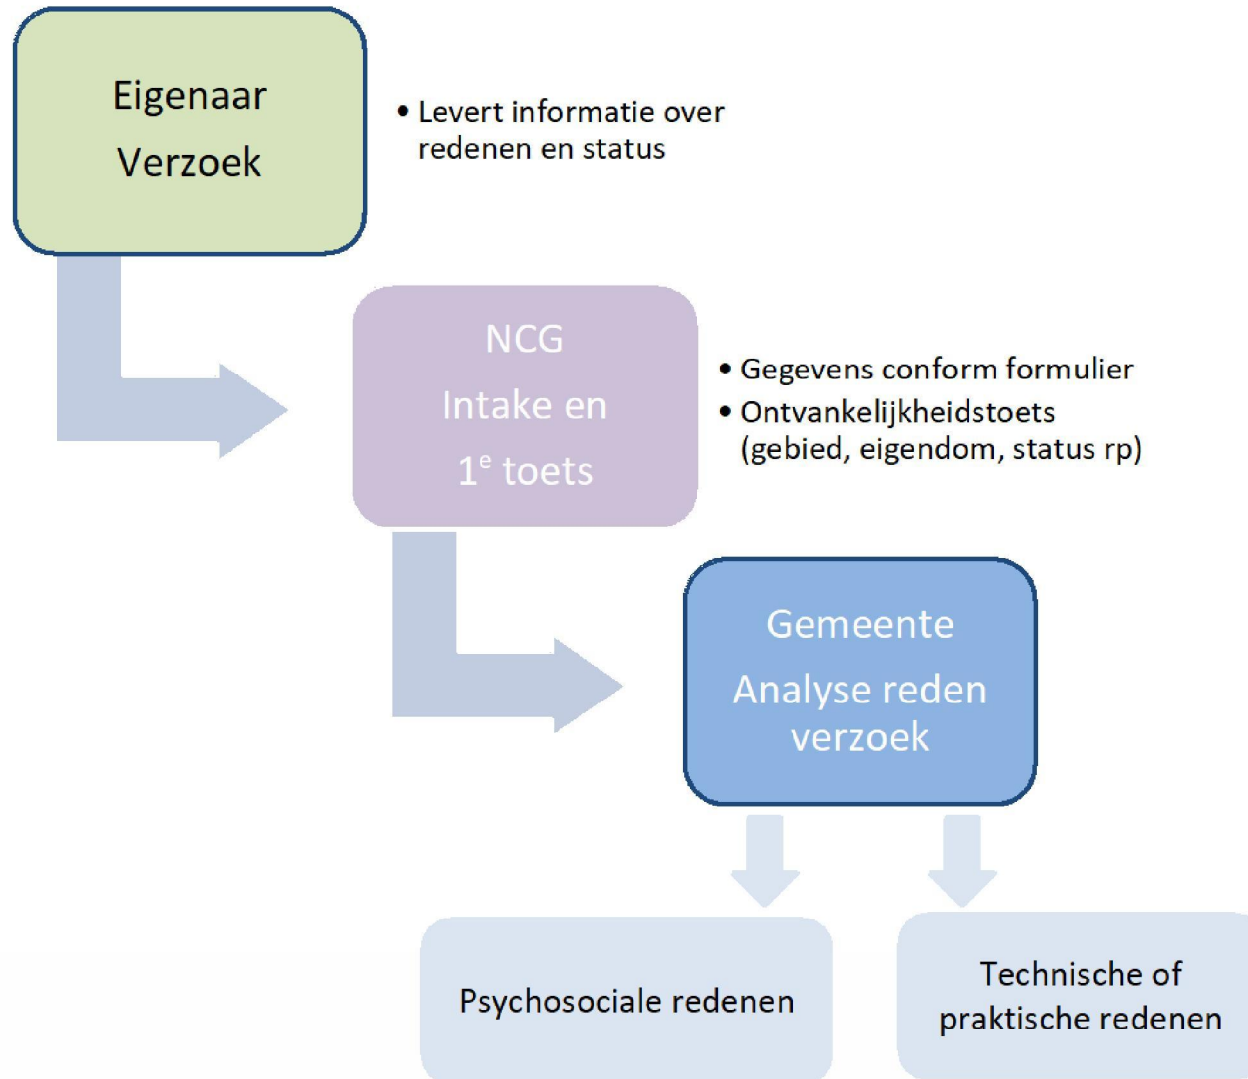 Eigenaar
Verzoek
• Levert informatie over
redenen en status
NCG
Intake en
1e toets
• Gegevens conform formulier
• Ontvankelijkheidstoets
(gebied, eigendom, status rp)
Gemeente
Analyse reden
verzoek
Psychosociale redenen
Technische of
praktische redenen